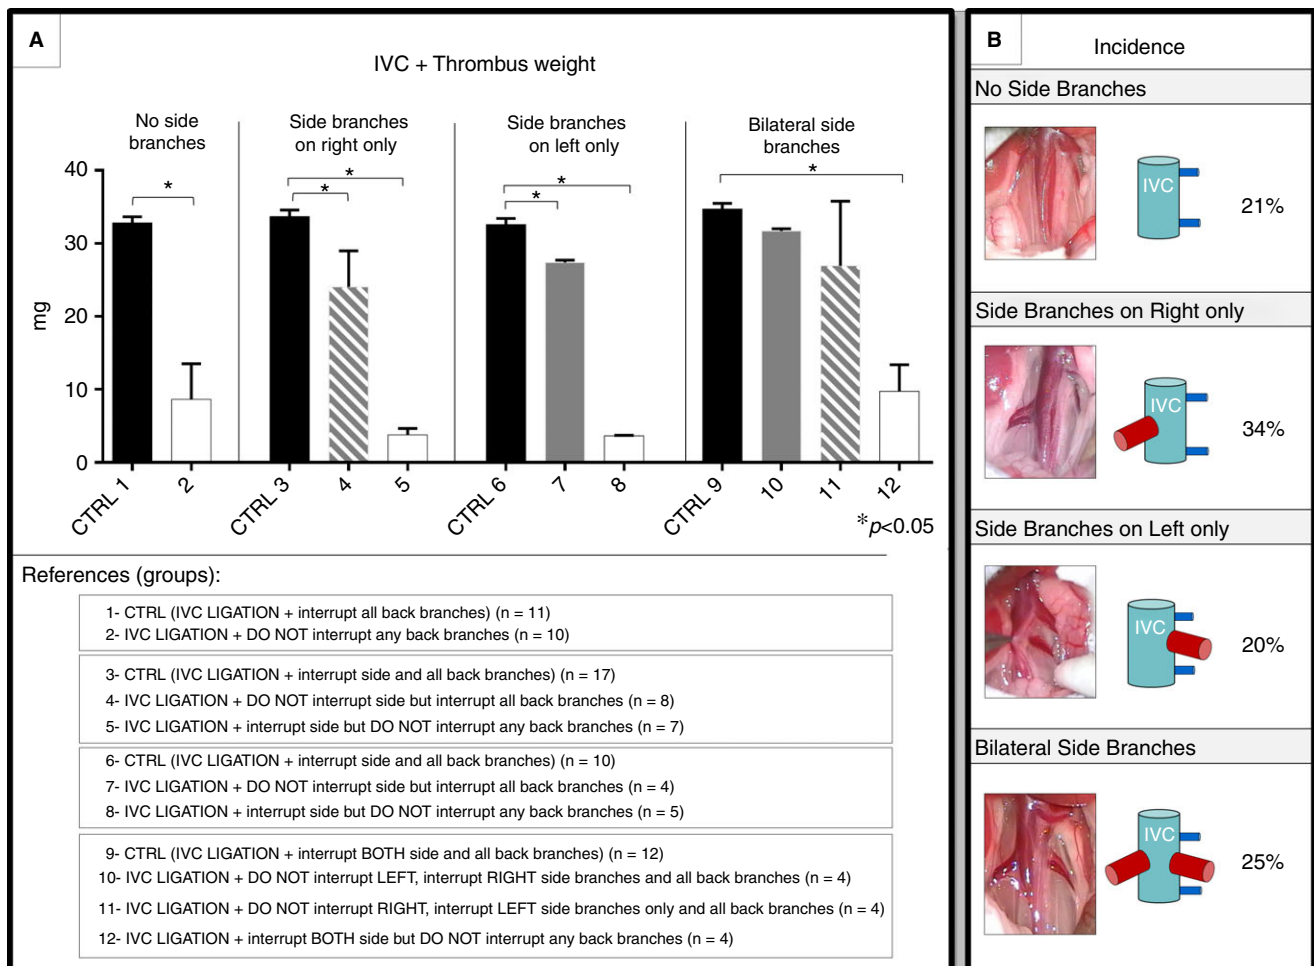 A
IVC + Thrombus weight
No side
branches
Side branches
on right only
Side branches
on left only
Bilateral side
branches
*
*
*
*
*
*
40
30
20
10
0
mg
CTRL 1
2
CTRL 3
4
5
CTRL 6
7
8
CTRL 9
10
11
12
*p<0.05
References (groups):
1- CTRL (IVC LIGATION + interrupt all back branches) (n = 11)
2- IVC LIGATION + DO NOT interrupt any back branches (n = 10)
3- CTRL (IVC LIGATION + interrupt side and all back branches) (n = 17)
4- IVC LIGATION + DO NOT interrupt side but interrupt all back branches (n = 8)
5- IVC LIGATION + interrupt side but DO NOT interrupt any back branches (n = 7)
6- CTRL (IVC LIGATION + interrupt side and all back branches) (n = 10)
7- IVC LIGATION + DO NOT interrupt side but interrupt all back branches (n = 4)
8- IVC LIGATION + interrupt side but DO NOT interrupt any back branches (n = 5)
9- CTRL (IVC LIGATION + interrupt BOTH side and all back branches) (n = 12)
10- IVC LIGATION + DO NOT interrupt LEFT, interrupt RIGHT side branches and all back branches (n = 4)
11- IVC LIGATION + DO NOT interrupt RIGHT, interrupt LEFT side branches only and all back branches (n = 4)
12- IVC LIGATION + interrupt BOTH side but DO NOT interrupt any back branches (n = 4)
B
Incidence
No Side Branches
IVC
21%
Side Branches on Right only
IVC
34%
Side Branches on Left only
IVC
20%
Bilateral Side Branches
IVC
25%